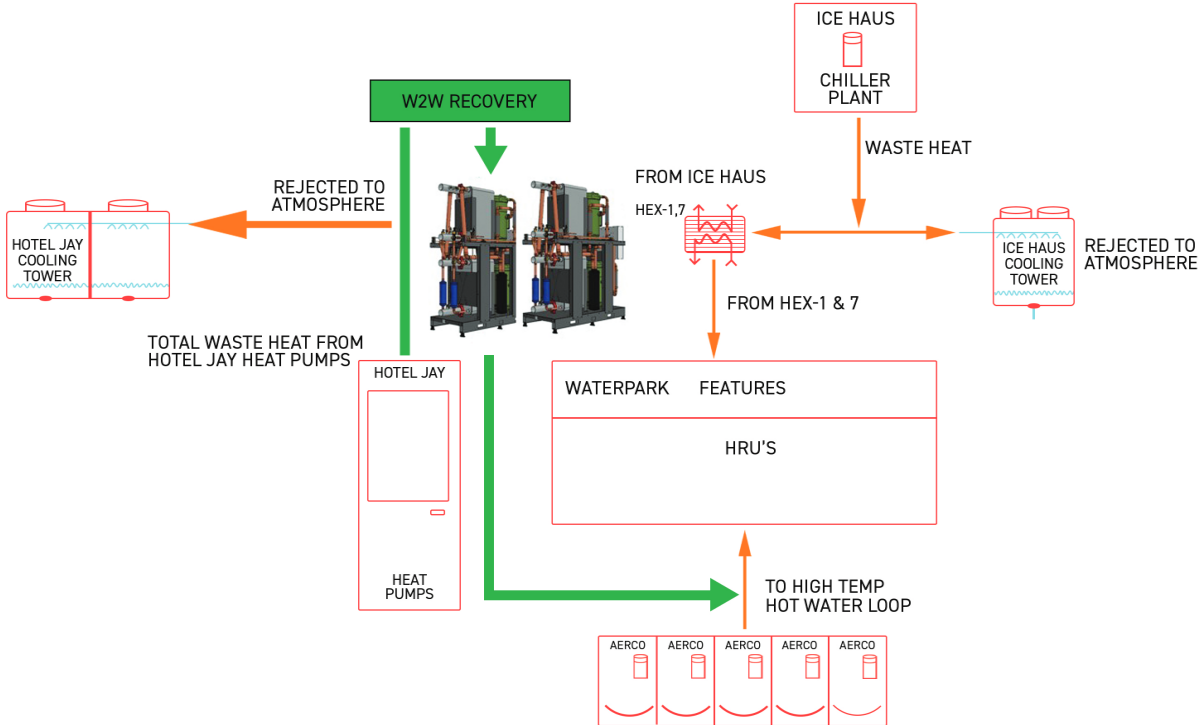 ICE HAUS
CHILLER
PLANT
W2W RECOVERY
WASTE HEAT
FROM ICE HAUS
HEX-1,7
REJECTED TO
ATMOSPHERE
HOTEL JAY
COOLING
TOWER
ICE HAUS
COOLING
TOWER
REJECTED TO
ATMOSPHERE
FROM HEX-1 & 7
TOTAL WASTE HEAT FROM
HOTEL JAY HEAT PUMPS
HOTEL JAY
HEAT
PUMPS
WATERPARK FEATURES
HRU'S
TO HIGH TEMP
HOT WATER LOOP
AERCO AERCO AERCO AERCO AERCO